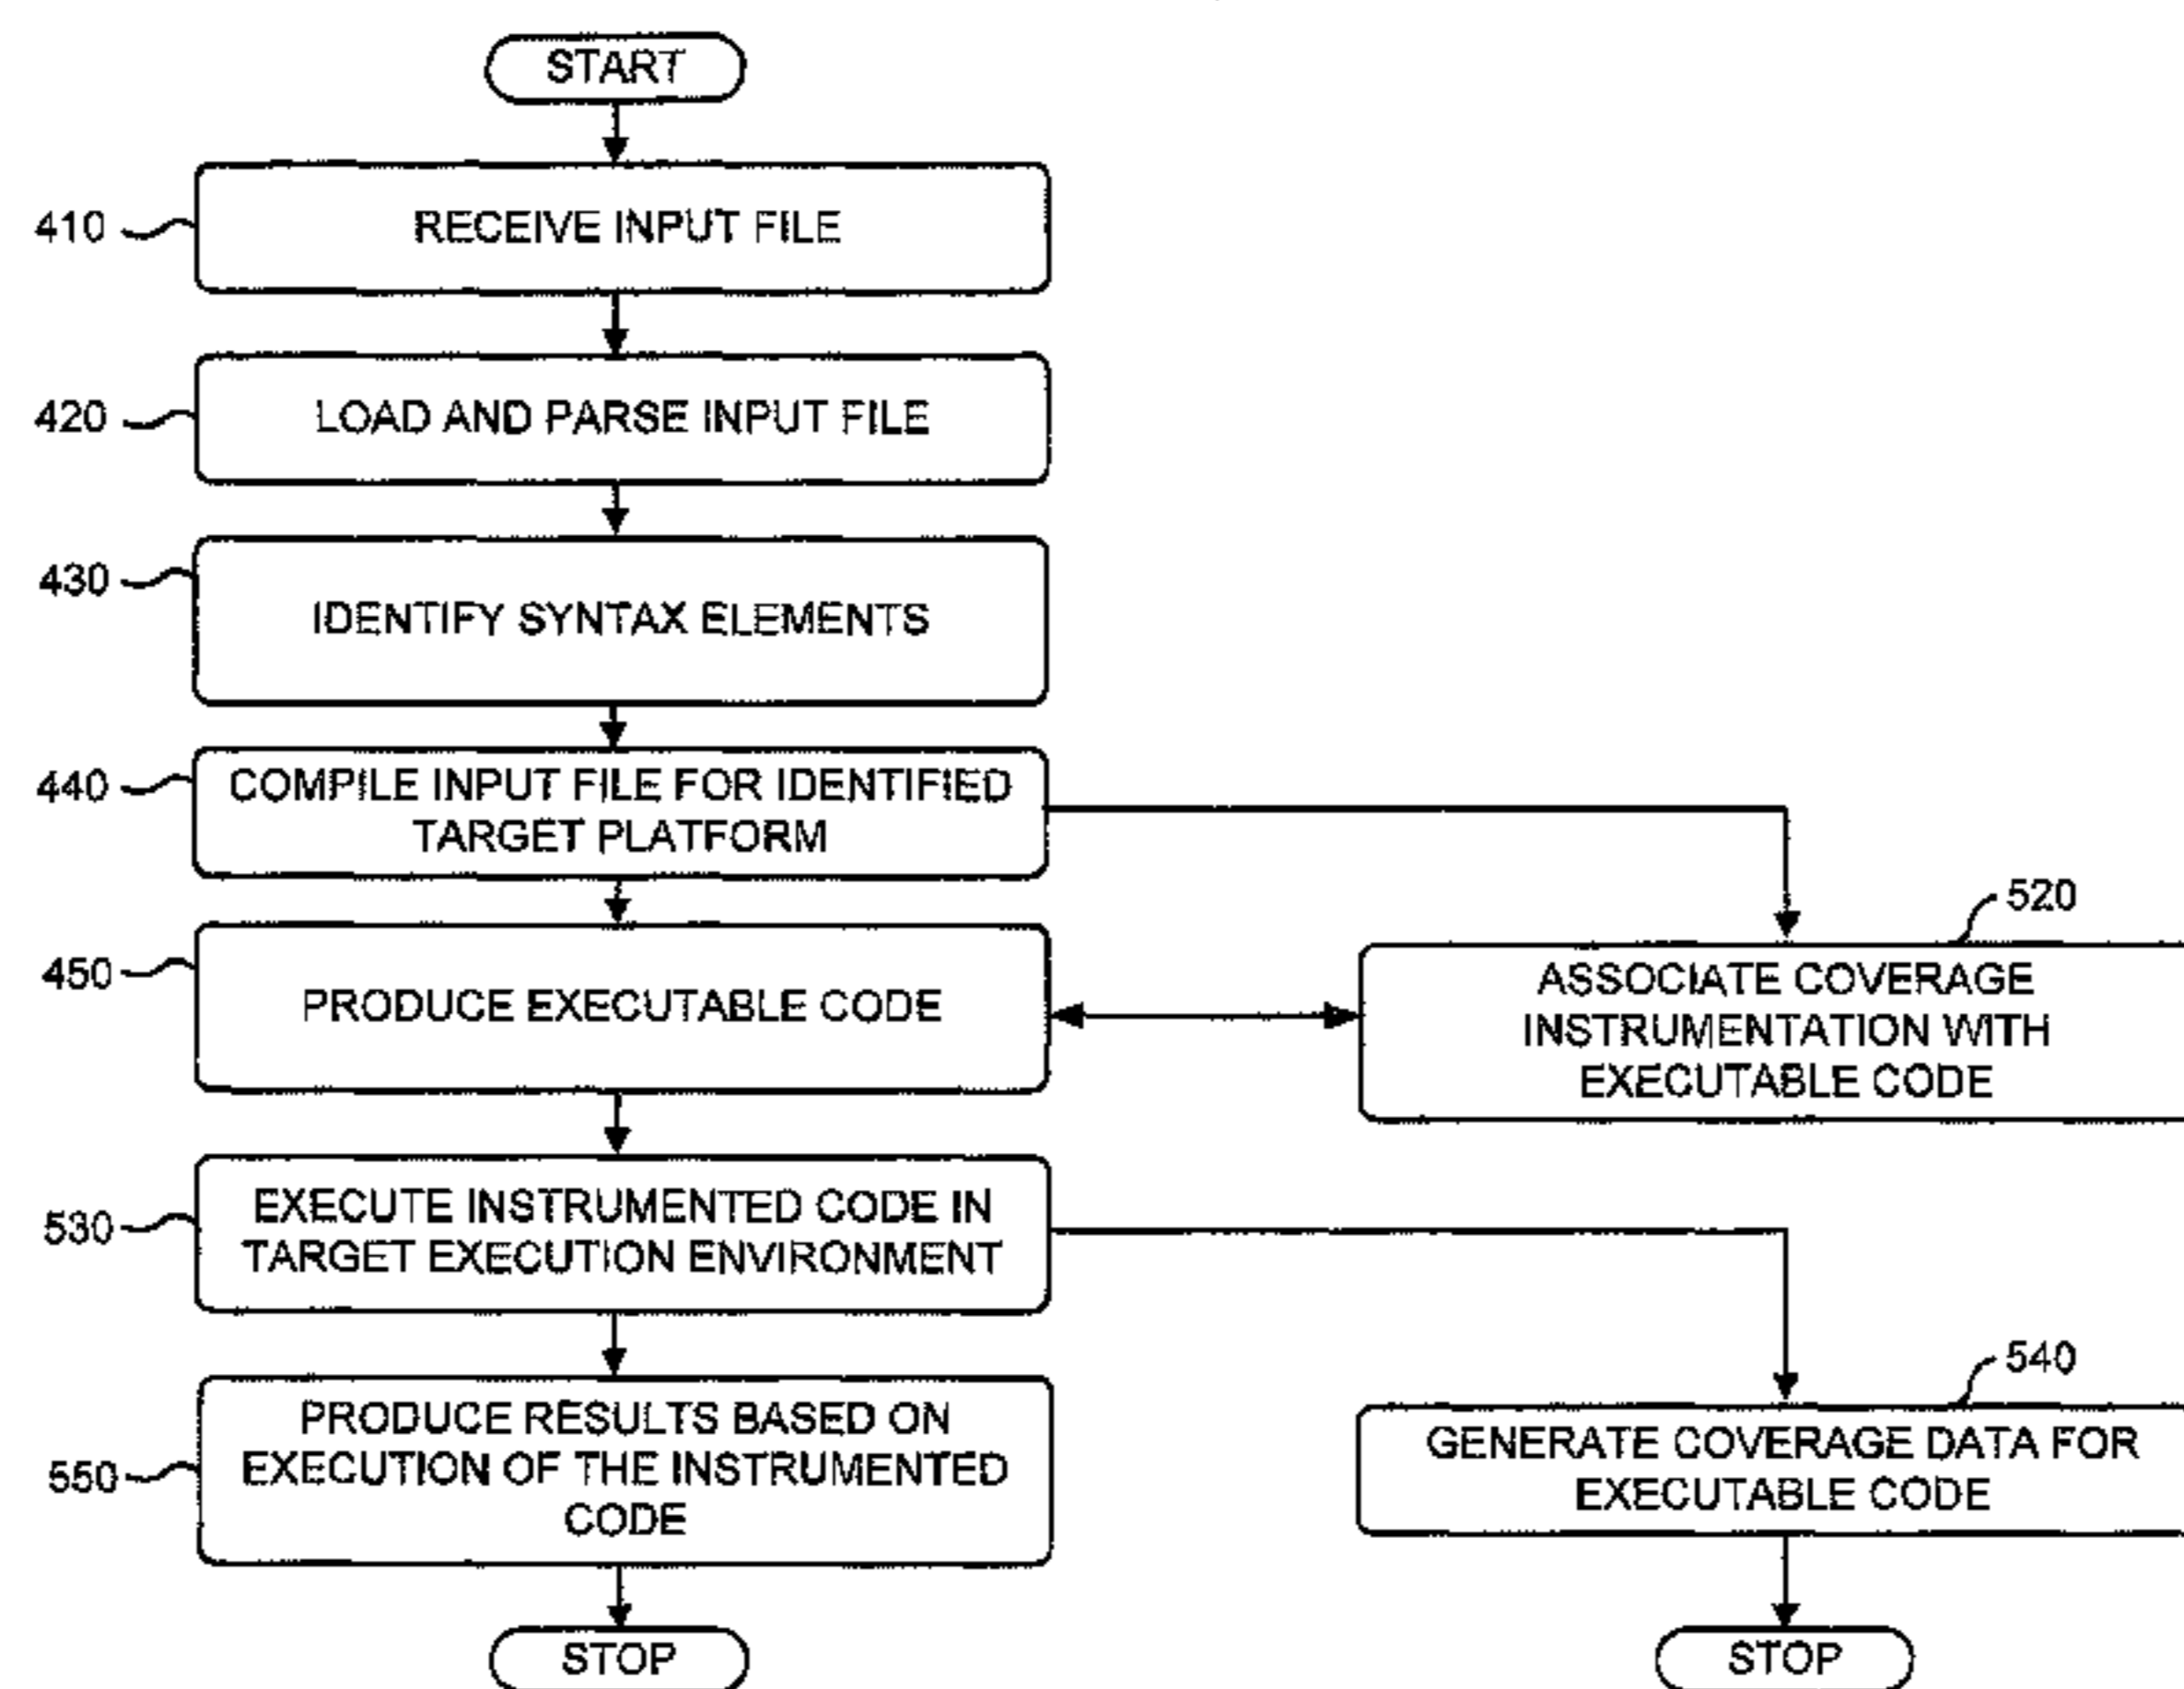 START
410
RECEIVE INPUT FILE
420
LOAD AND PARSE INPUT FILE
430
IDENTIFY SYNTAX ELEMENTS
440
COMPILE INPUT FILE FOR IDENTIFIED
TARGET PLATFORM
450
PRODUCE EXECUTABLE CODE
520
ASSOCIATE COVERAGE
INSTRUMENTATION WITH
EXECUTABLE CODE
530
EXECUTE INSTRUMENTED CODE IN
TARGET EXECUTION ENVIRONMENT
540
GENERATE COVERAGE DATA FOR
EXECUTABLE CODE
550
PRODUCE RESULTS BASED ON
EXECUTION OF THE INSTRUMENTED
CODE
STOP
STOP